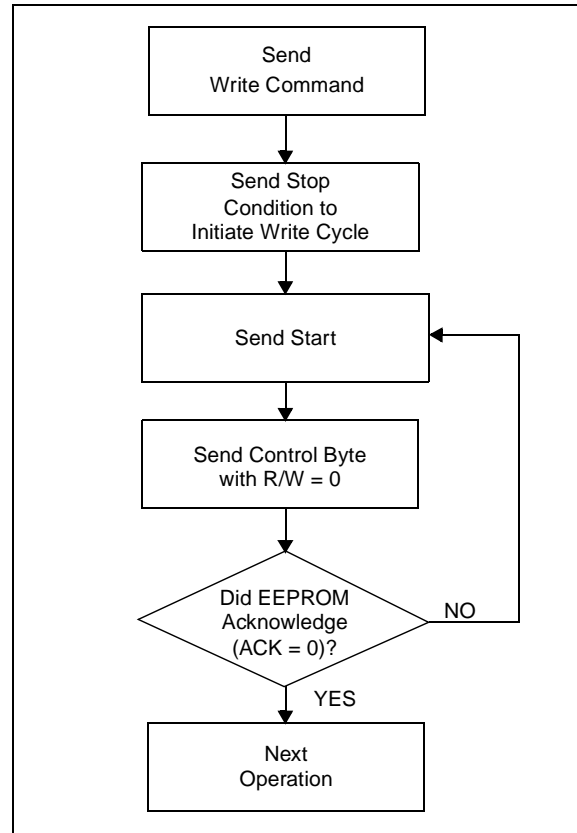 Send
Write Command
Send Stop
Condition to
Initiate Write Cycle
Send Start
Send Control Byte
with R/W = 0
Did EEPROM
Acknowledge
(ACK = 0)?
NO
YES
Next
Operation